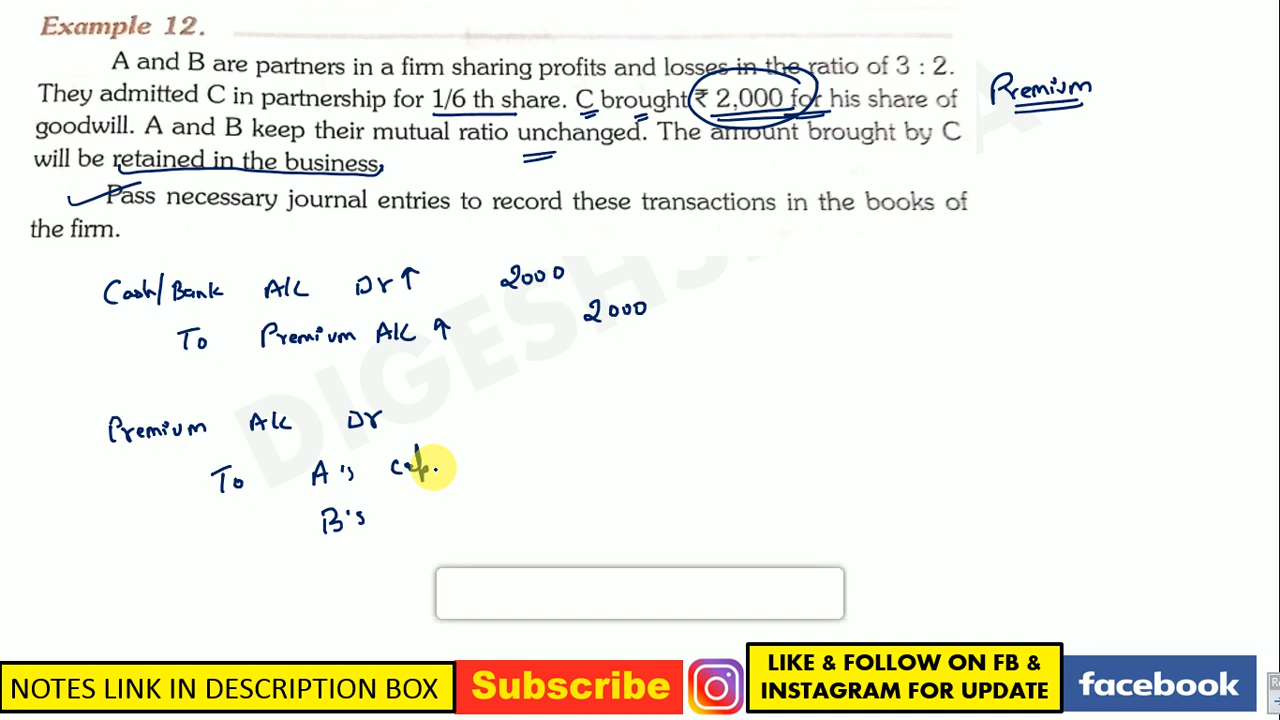 Example 12.
A and B are partners in a firm sharing profits and losses in the ratio of 3 : 2.
They admitted C in partnership for 1/6 th share. C brought ₹ 2,000 for his share of
Premium
goodwill. A and B keep their mutual ratio unchanged. The amount brought by C
will be retained in the business.
Pass necessary journal entries to record these transactions in the books of
the firm.
Cash/Bank A/c Dr ↑ 2000
To Premium A/c ↑ 2000
Premium A/c Dr
To A's cap.
B's
NOTES LINK IN DESCRIPTION BOX
Subscribe
LIKE & FOLLOW ON FB &
INSTAGRAM FOR UPDATE
facebook